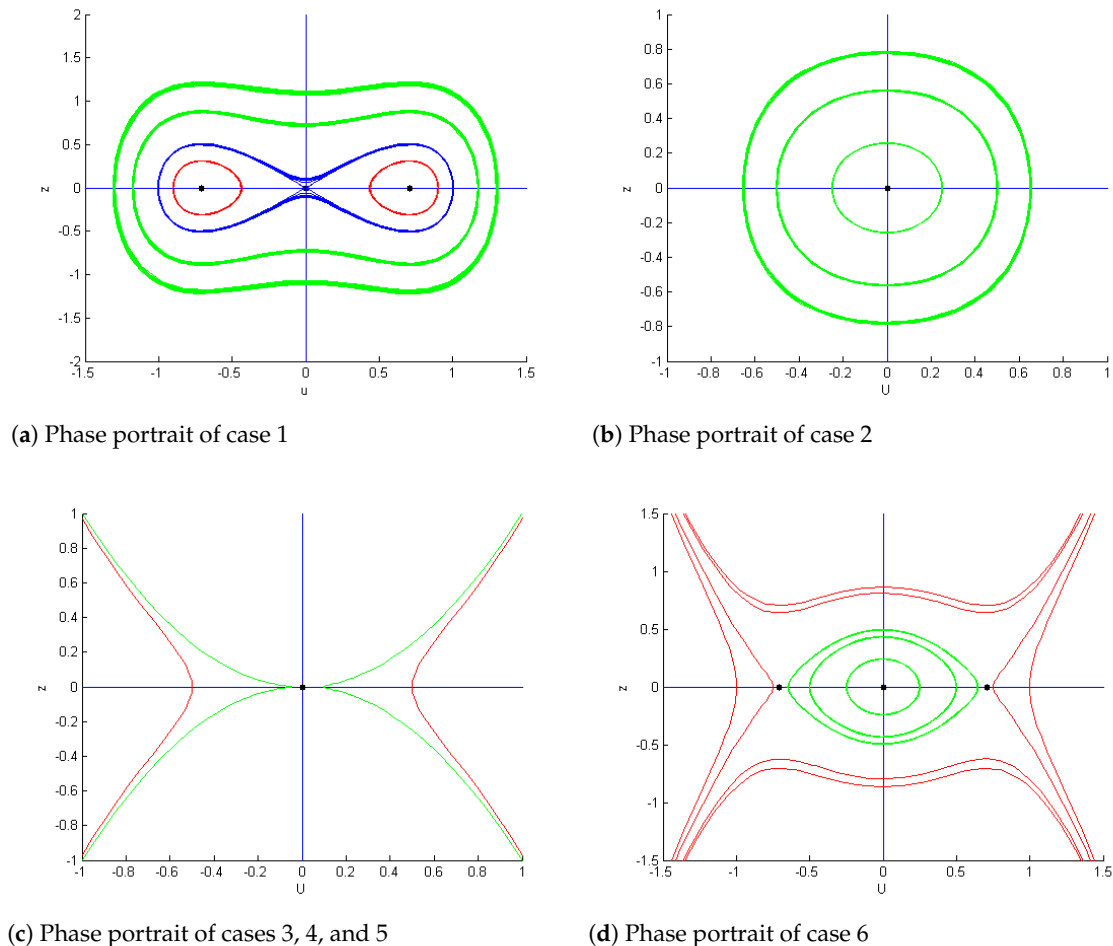 2
1.5
1
0.5
0
-0.5
-1
-1.5
-2
z
-1.5 -1 -0.5 0 0.5 1 1.5
u
(a) Phase portrait of case 1
1
0.8
0.6
0.4
0.2
0
-0.2
-0.4
-0.6
-0.8
-1
z
-1 -0.8 -0.6 -0.4 -0.2 0 0.2 0.4 0.6 0.8 1
U
(b) Phase portrait of case 2
1
0.8
0.6
0.4
0.2
0
-0.2
-0.4
-0.6
-0.8
-1
z
-1 -0.8 -0.6 -0.4 -0.2 0 0.2 0.4 0.6 0.8 1
U
(c) Phase portrait of cases 3, 4, and 5
1.5
1
0.5
0
-0.5
-1
-1.5
z
-1.5 -1 -0.5 0 0.5 1 1.5
U
(d) Phase portrait of case 6